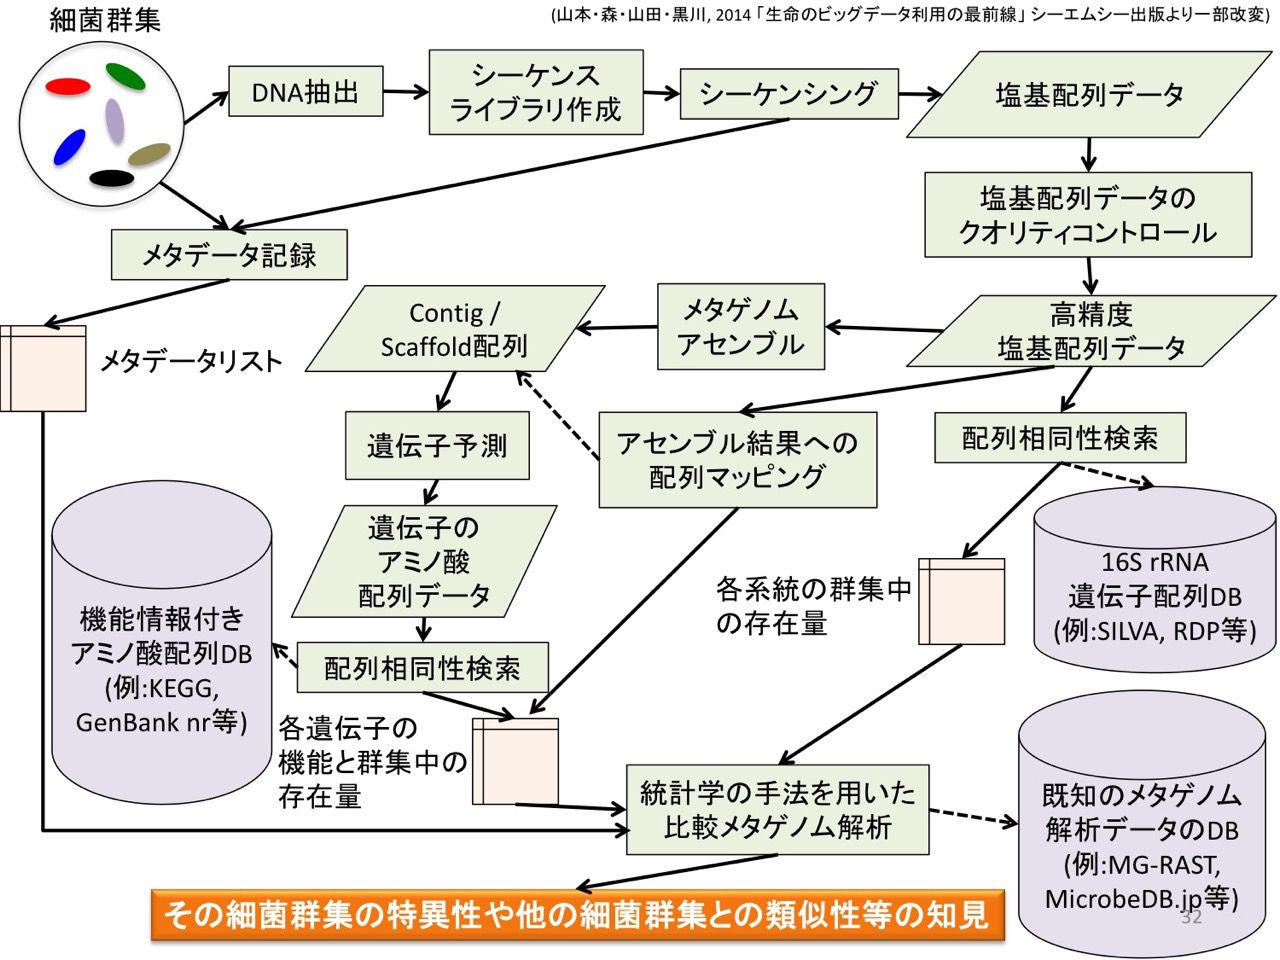 細菌群集
(山本・森・山田・黒川, 2014 「生命のビッグデータ利用の最前線」 シーエムシー出版より一部改変)
DNA抽出
シーケンス
ライブラリ作成
シーケンシング
塩基配列データ
塩基配列データの
クオリティコントロール
メタデータ記録
メタデータリスト
Contig /
Scaffold配列
メタゲノム
アセンブル
高精度
塩基配列データ
遺伝子予測
アセンブル結果への
配列マッピング
配列相同性検索
遺伝子の
アミノ酸
配列データ
機能情報付き
アミノ酸配列DB
(例:KEGG,
GenBank nr等)
配列相同性検索
各系統の群集中
の存在量
16S rRNA
遺伝子配列DB
(例:SILVA, RDP等)
各遺伝子の
機能と群集中の
存在量
統計学の手法を用いた
比較メタゲノム解析
既知のメタゲノム
解析データのDB
(例:MG-RAST,
MicrobeDB.jp等)
32
その細菌群集の特異性や他の細菌群集との類似性等の知見